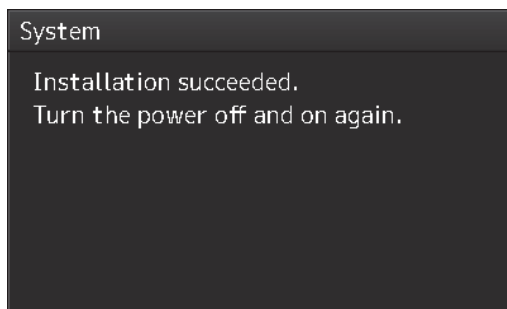 System
Installation succeeded.
Turn the power off and on again.